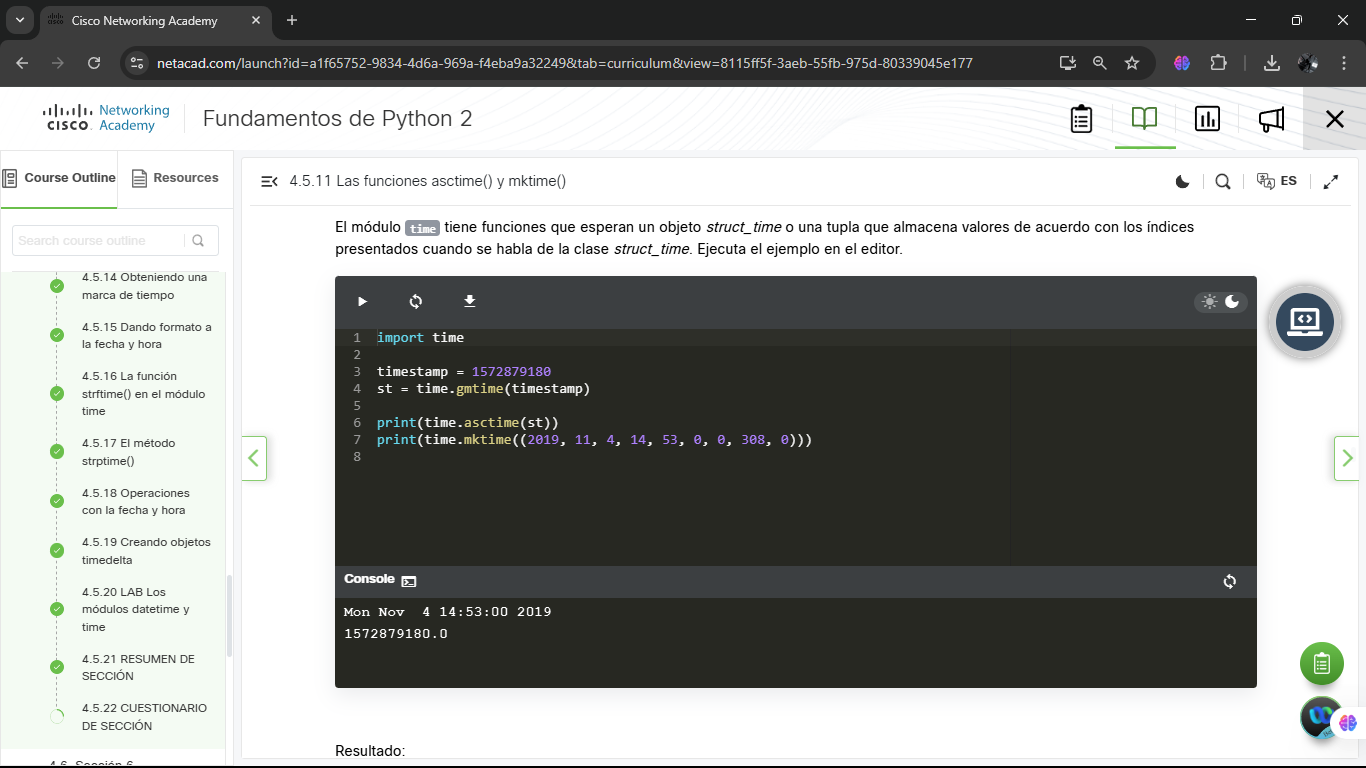 Cisco Networking Academy
netacad.com/launch?id=a1f65752-9834-4d6a-969a-f4eba9a32249&tab=curriculum&view=8115ff5f-3aeb-55fb-975d-80339045e177
Networking
CISCO Academy
Fundamentos de Python 2
Course Outline
Resources
Search course outline
4.5.14 Obteniendo una
marca de tiempo
4.5.15 Dando formato a
la fecha y hora
4.5.16 La función
strftime() en el módulo
time
4.5.17 El método
strptime()
4.5.18 Operaciones
con la fecha y hora
4.5.19 Creando objetos
timedelta
4.5.20 LAB Los
módulos datetime y
time
4.5.21 RESUMEN DE
SECCIÓN
4.5.22 CUESTIONARIO
DE SECCIÓN
4.6 Sección 6
4.5.11 Las funciones asctime() y mktime()
ES
El módulo time tiene funciones que esperan un objeto struct_time o una tupla que almacena valores de acuerdo con los índices
presentados cuando se habla de la clase struct_time. Ejecuta el ejemplo en el editor.
1 import time
2
3 timestamp = 1572879180
4 st = time.gmtime(timestamp)
5
6 print(time.asctime(st))
7 print(time.mktime((2019, 11, 4, 14, 53, 0, 0, 308, 0)))
8
Console
Mon Nov  4 14:53:00 2019
1572879180.0
Resultado: